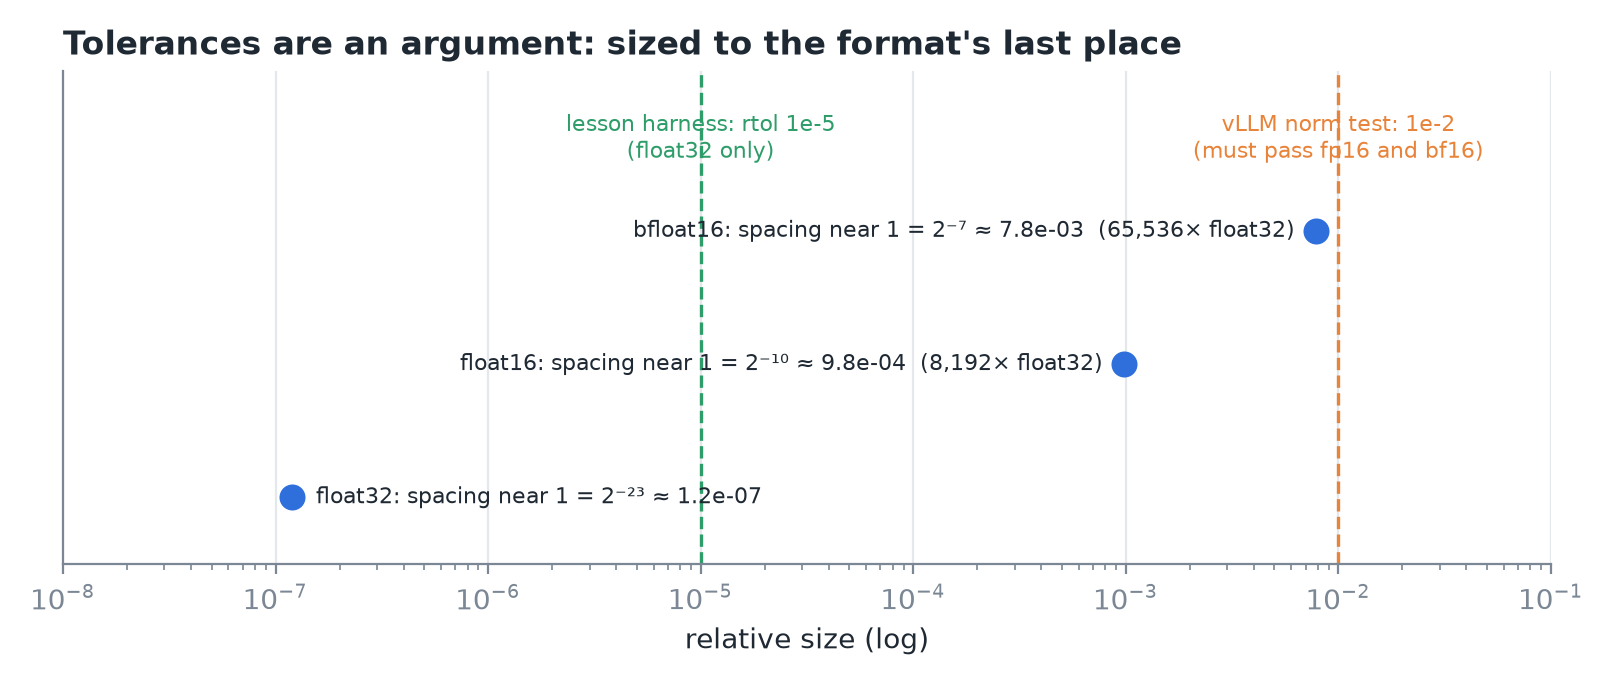 Tolerances are an argument: sized to the format's last place
lesson harness: rtol 1e-5
(float32 only)
vLLM norm test: 1e-2
(must pass fp16 and bf16)
bfloat16: spacing near 1 = 2⁻⁷ ≈ 7.8e-03  (65,536× float32)
float16: spacing near 1 = 2⁻¹⁰ ≈ 9.8e-04  (8,192× float32)
float32: spacing near 1 = 2⁻²³ ≈ 1.2e-07
10⁻⁸ 10⁻⁷ 10⁻⁶ 10⁻⁵ 10⁻⁴ 10⁻³ 10⁻² 10⁻¹
relative size (log)